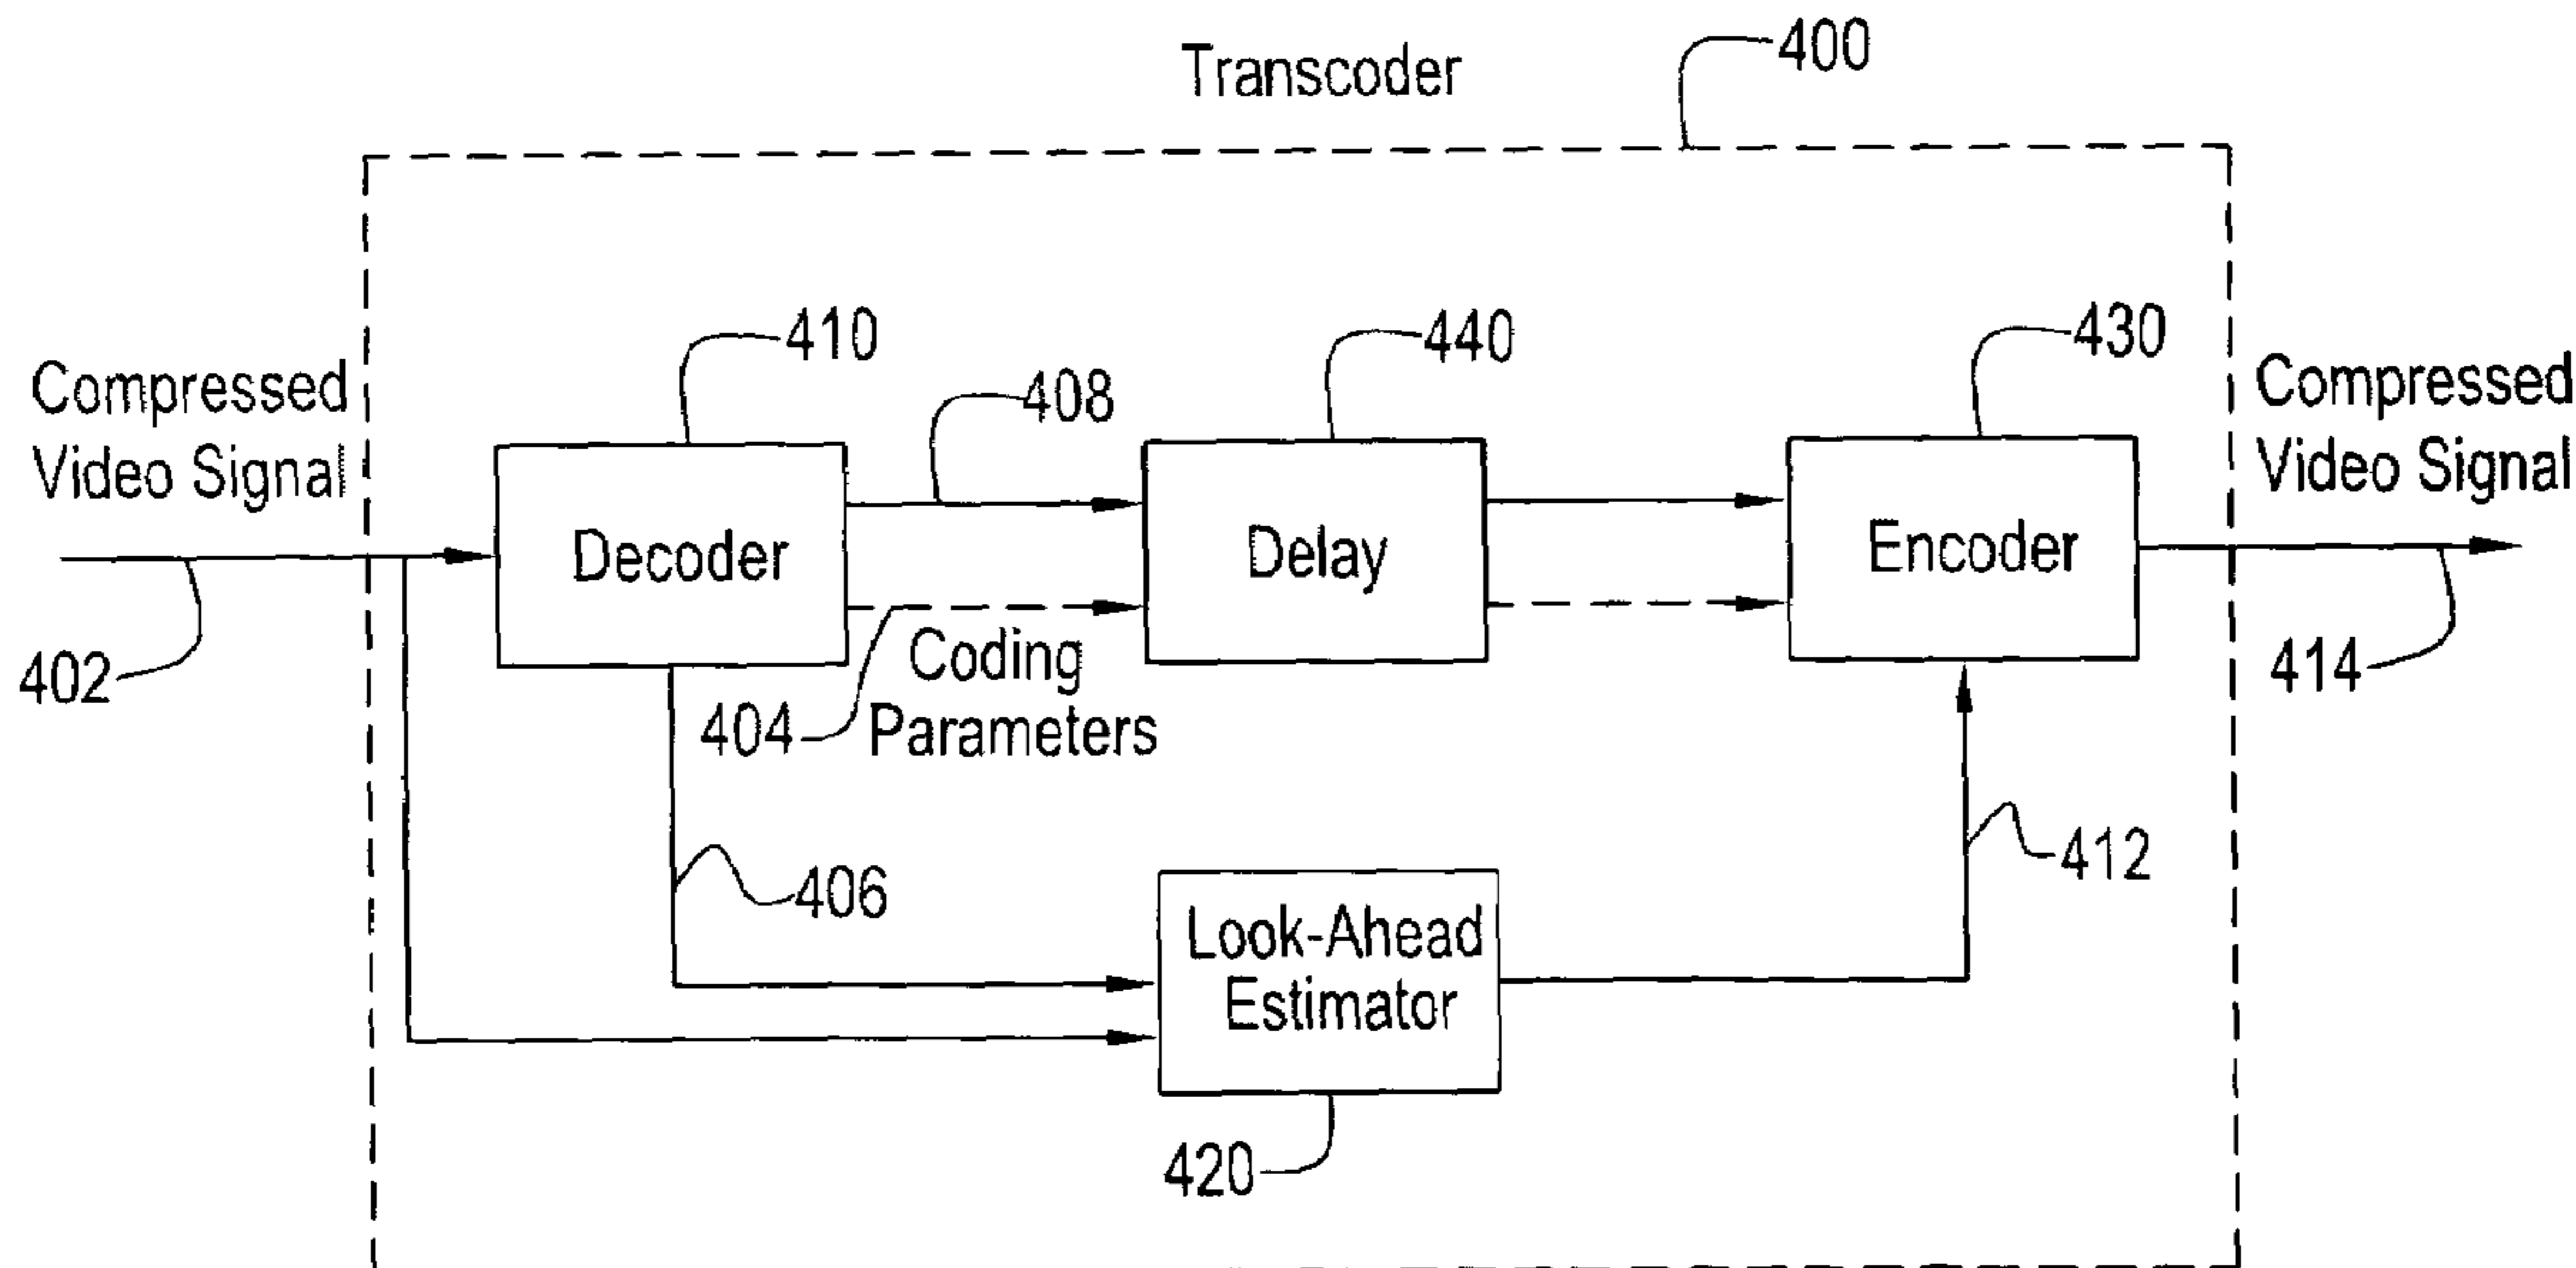 Transcoder
400
410
440
430
Compressed
Video Signal
408
Compressed
Video Signal
Decoder
Delay
Encoder
402
404
Coding
Parameters
414
406
Look-Ahead
Estimator
412
420